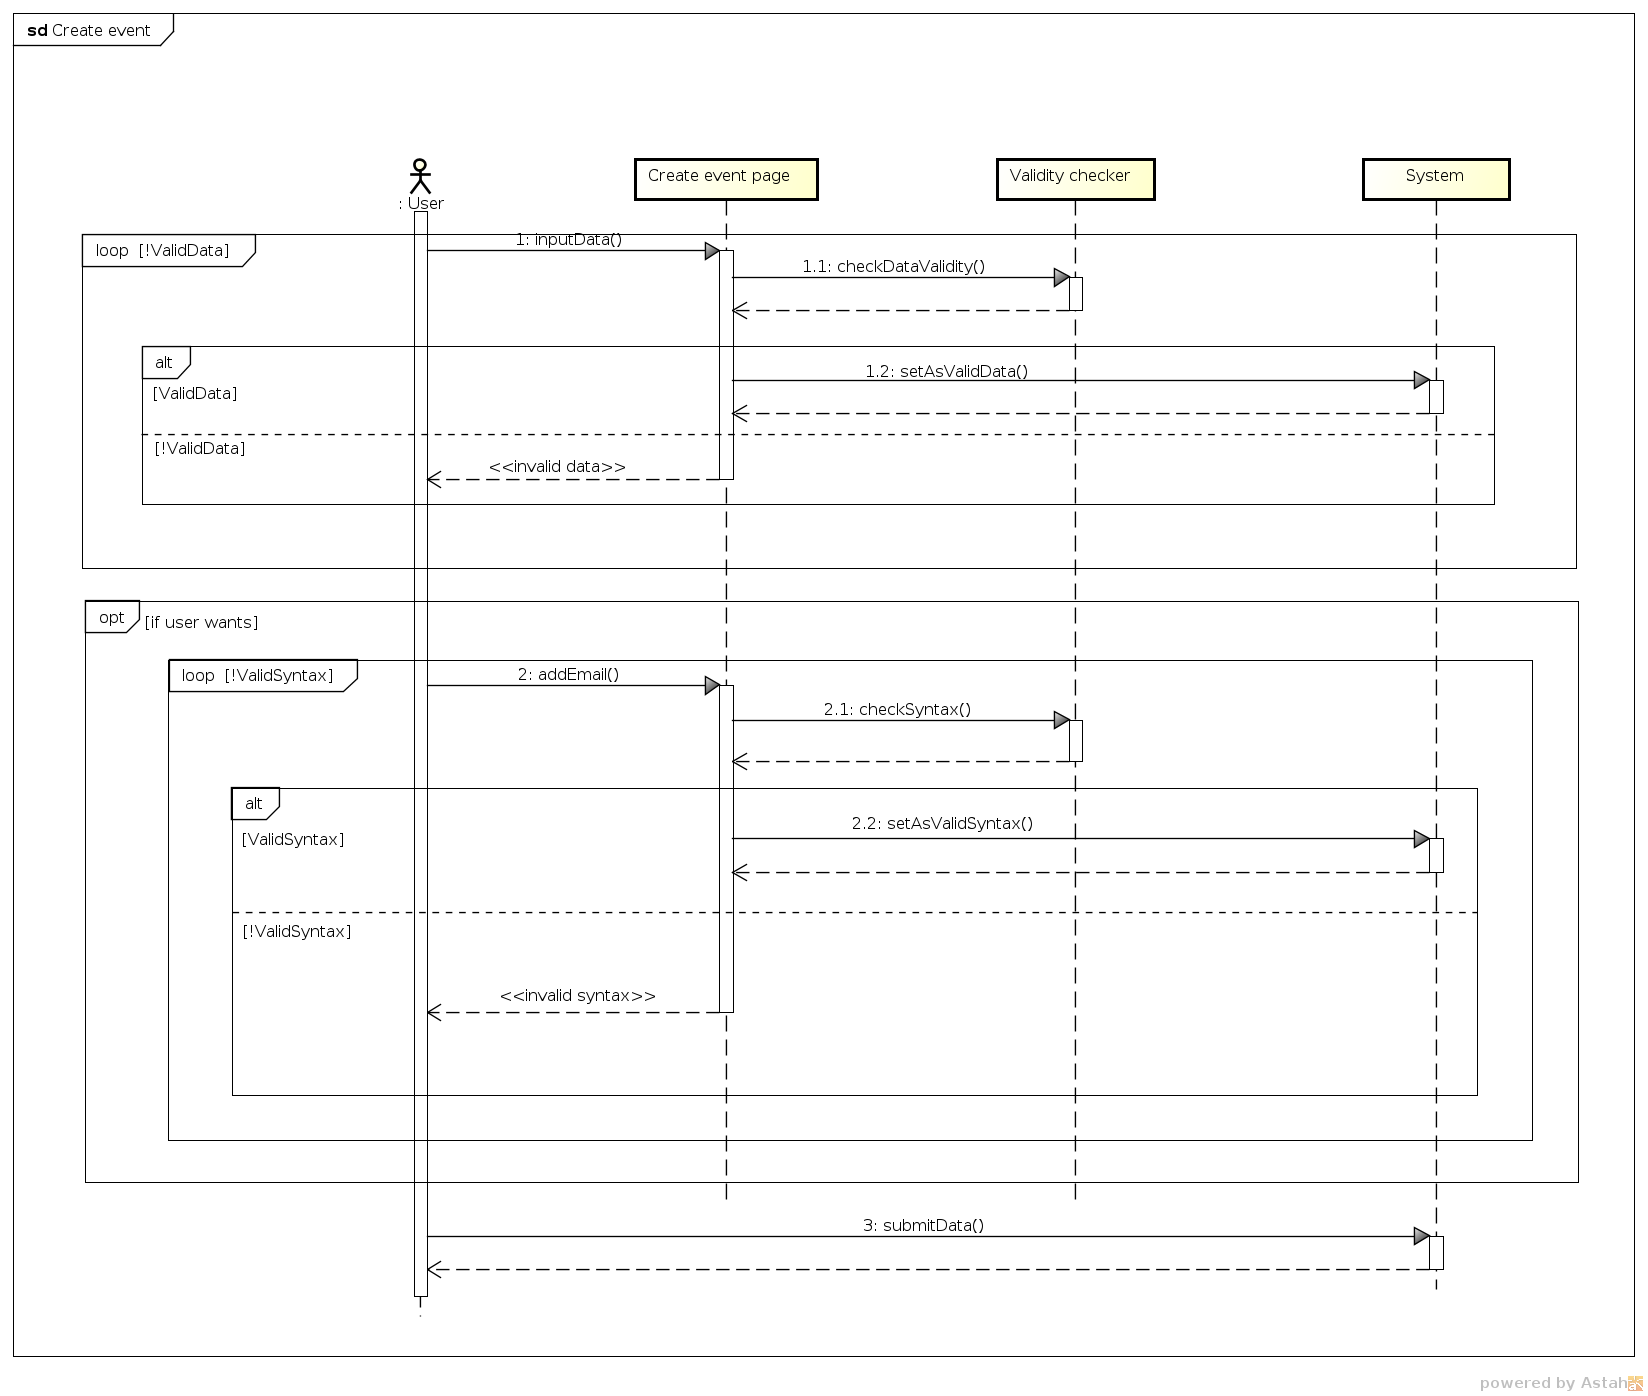 sd Create event
: User
Create event page
Validity checker
System
loop [!ValidData]
1: inputData()
1.1: checkDataValidity()
alt
[ValidData]
1.2: setAsValidData()
[!ValidData]
<<invalid data>>
opt
[if user wants]
loop [!ValidSyntax]
2: addEmail()
2.1: checkSyntax()
alt
[ValidSyntax]
2.2: setAsValidSyntax()
[!ValidSyntax]
<<invalid syntax>>
3: submitData()
powered by Astah